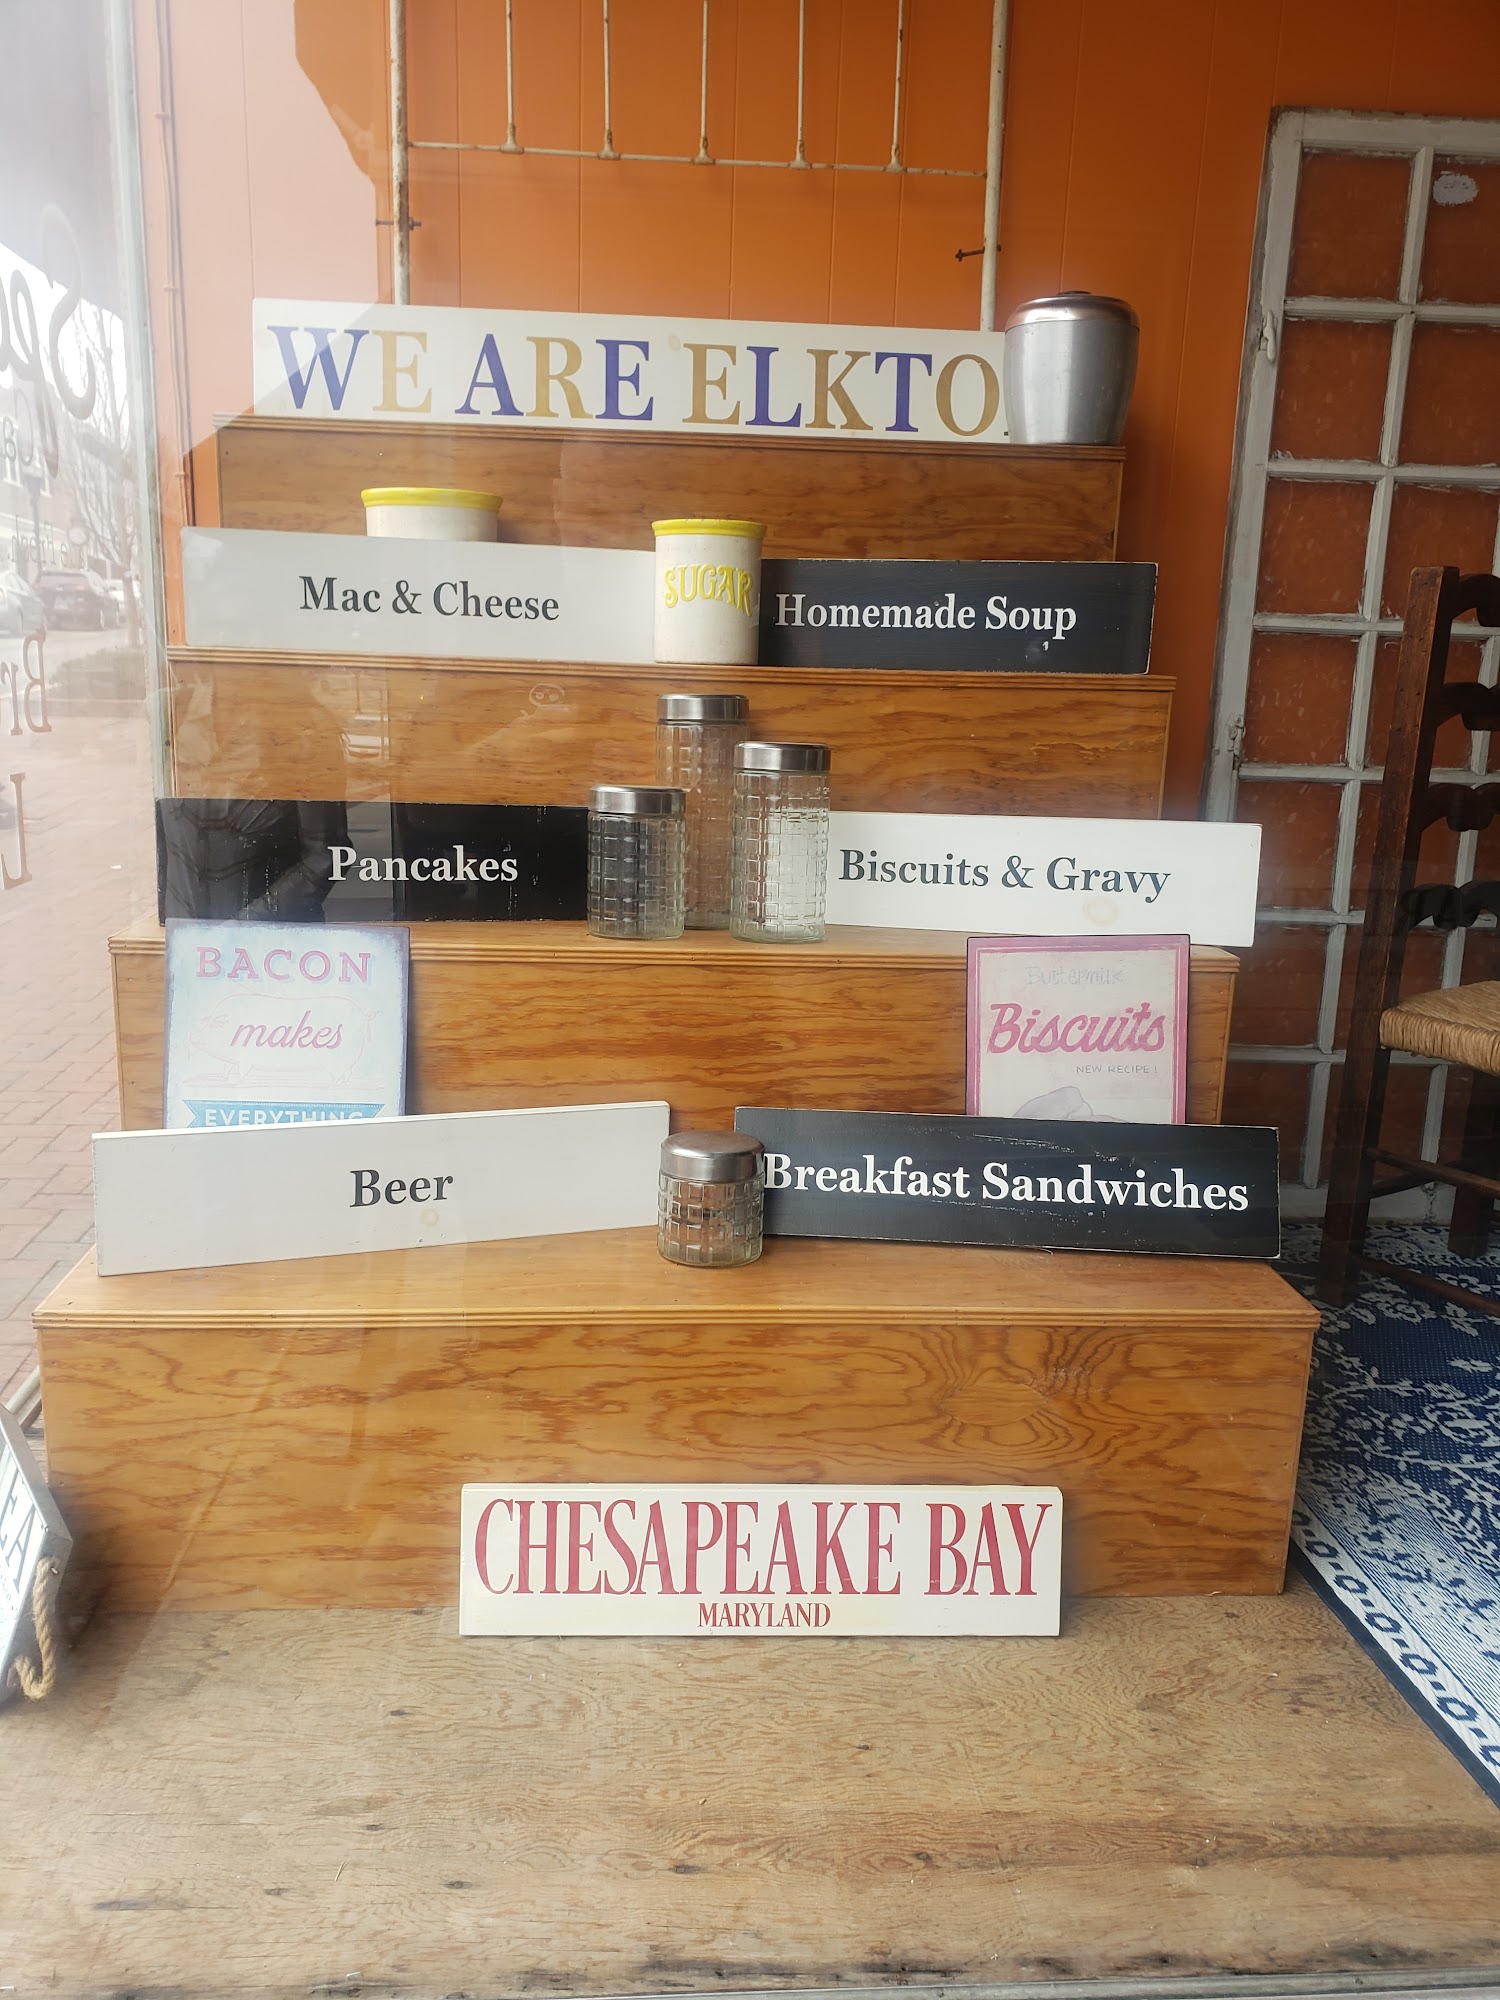 WE ARE ELKTO
Mac & Cheese
SUGAR
Homemade Soup
Pancakes
Biscuits & Gravy
BACON
makes
EVERYTHING
Buttermilk
Biscuits
NEW RECIPE!
Beer
Breakfast Sandwiches
CHESAPEAKE BAY
MARYLAND